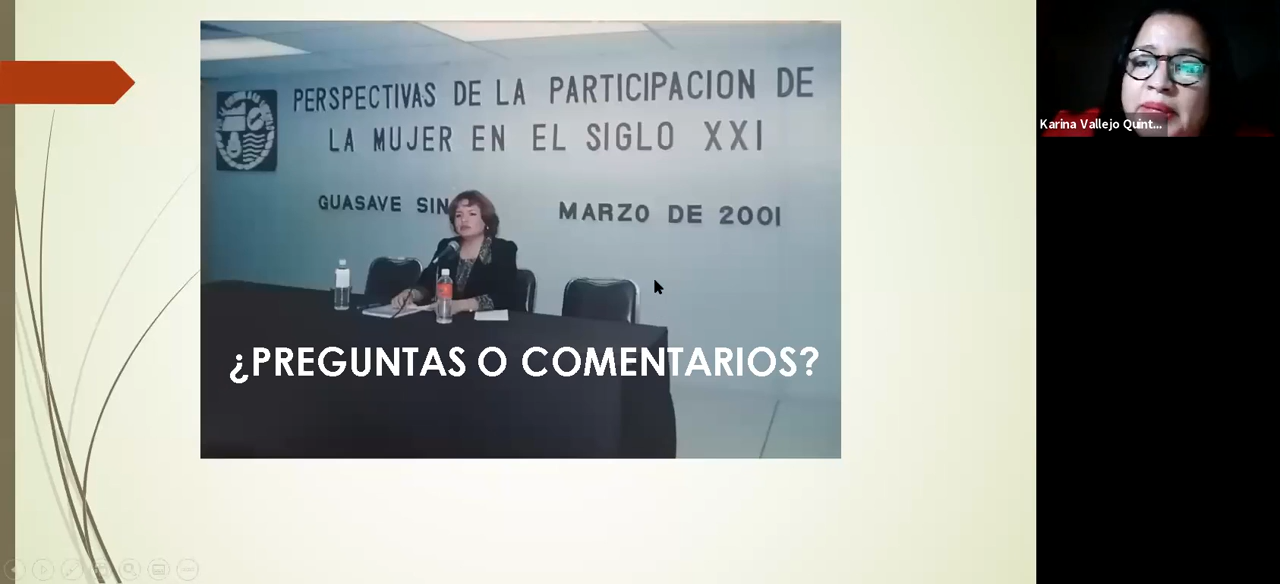 PERSPECTIVAS DE LA PARTICIPACION DE
LA MUJER EN EL SIGLO XXI
GUASAVE SIN
MARZO DE 2001
¿PREGUNTAS O COMENTARIOS?
Karina Vallejo Quint...